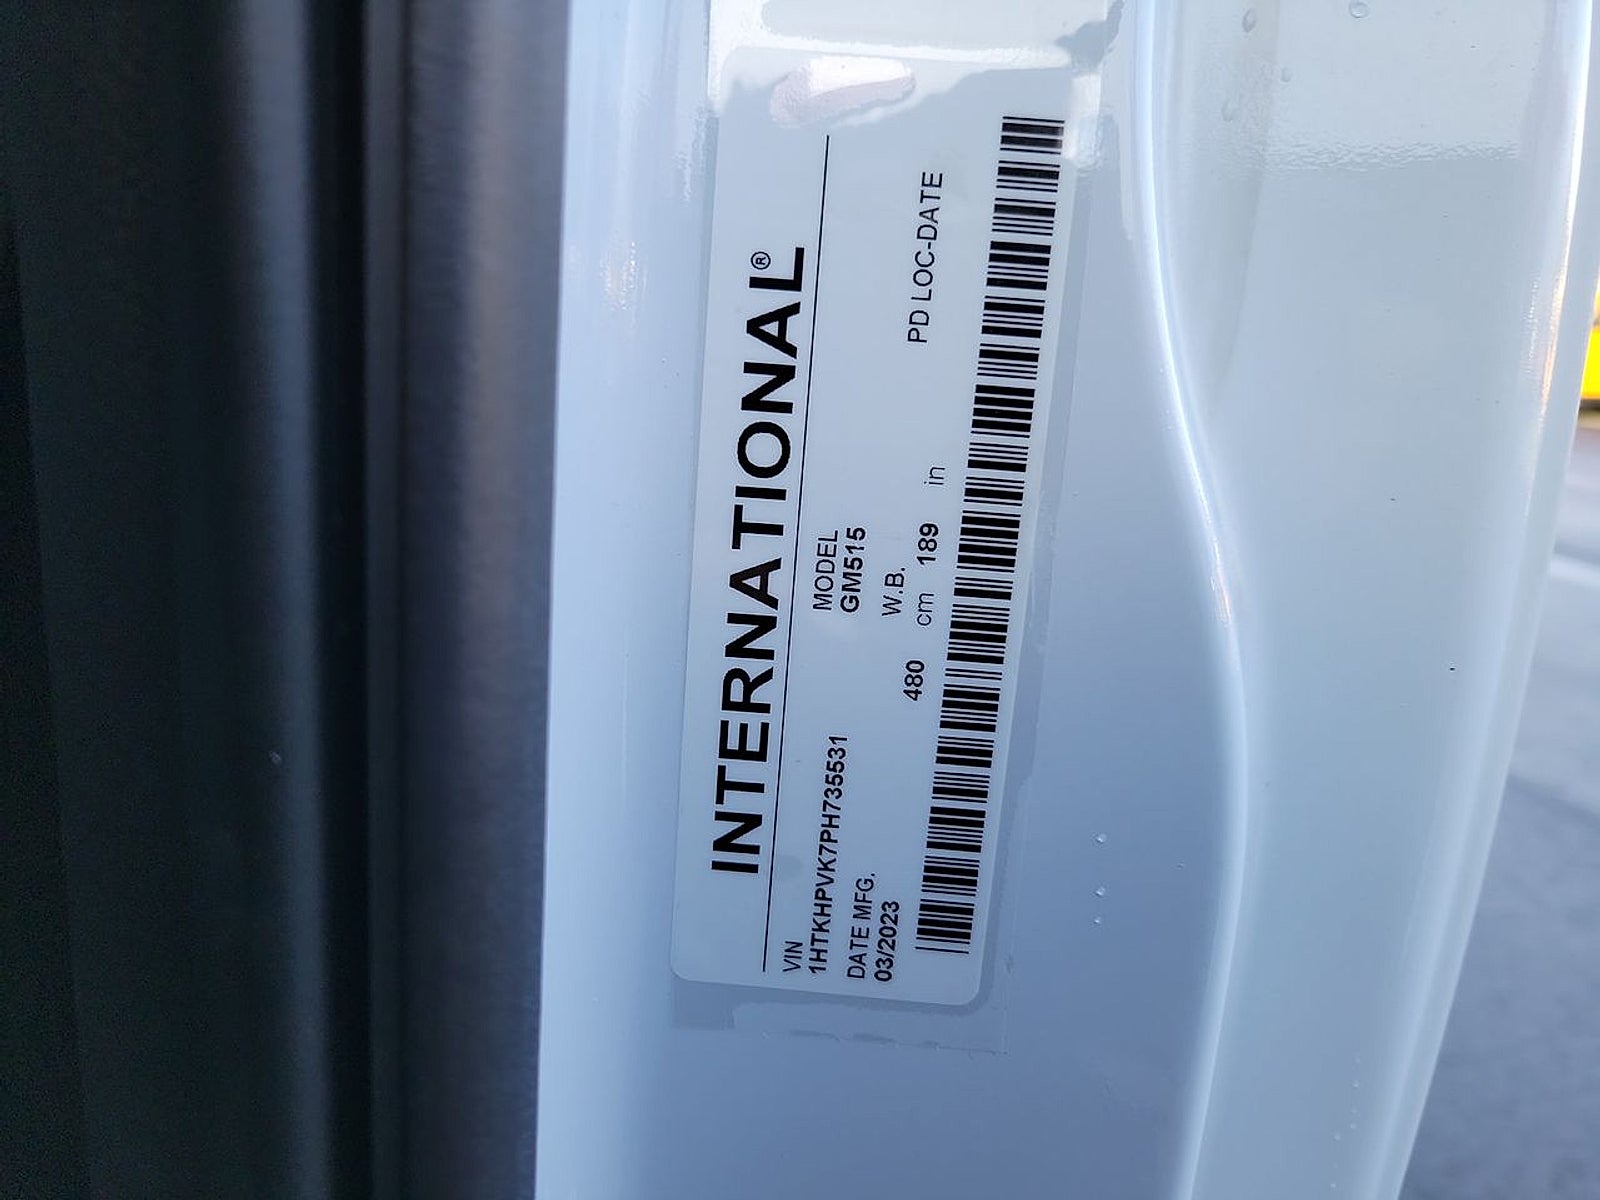 INTERNATIONAL®
VIN
1HTKHPVK7PH735531
MODEL
GM515
DATE MFG.
03/2023
W.B.
480 cm 189 in
PD LOC-DATE